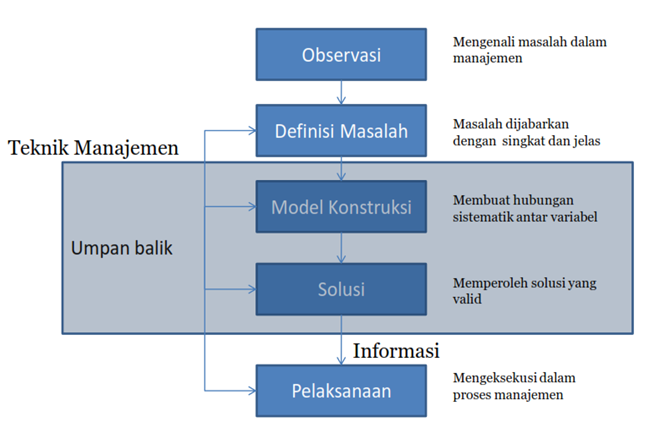 Observasi
Mengenali masalah dalam
manajemen
Definisi Masalah
Masalah dijabarkan
dengan singkat dan jelas
Teknik Manajemen
Model Konstruksi
Membuat hubungan
sistematik antar variabel
Umpan balik
Solusi
Memperoleh solusi yang
valid
Informasi
Pelaksanaan
Mengeksekusi dalam
proses manajemen